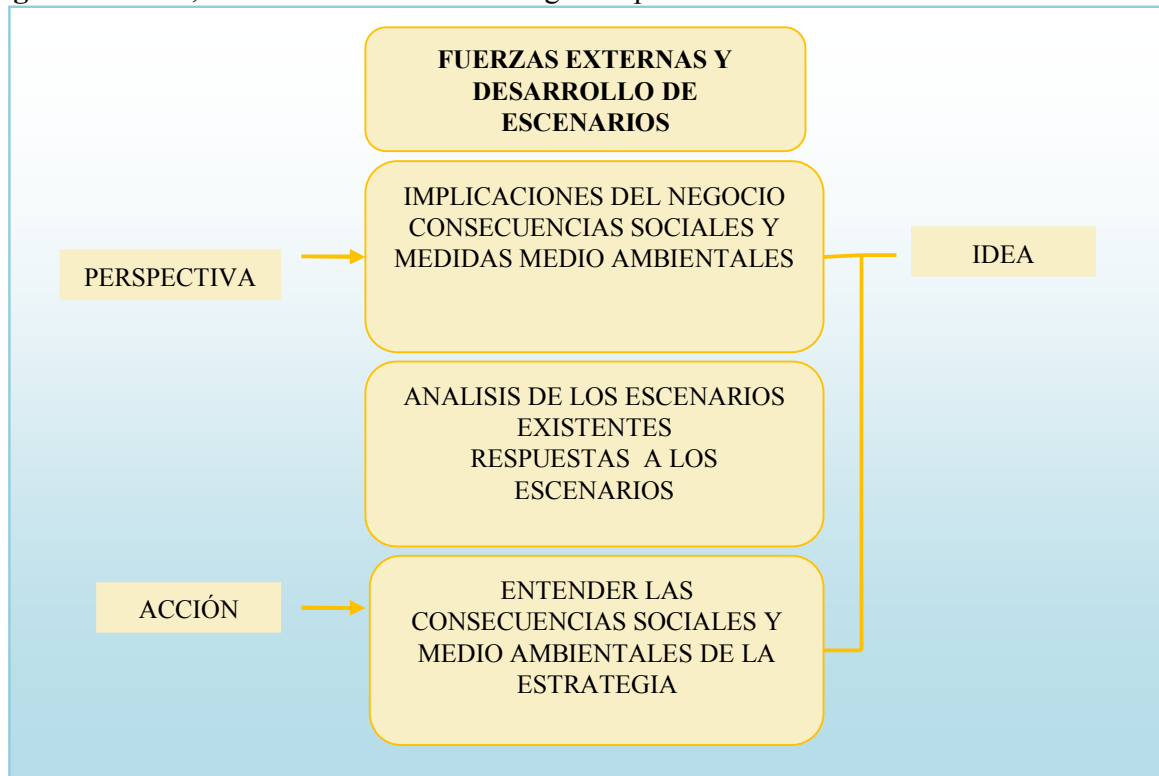 FUERZAS EXTERNAS Y
DESARROLLO DE
ESCENARIOS
IMPLICACIONES DEL NEGOCIO
CONSECUENCIAS SOCIALES Y
MEDIDAS MEDIO AMBIENTALES
PERSPECTIVA
IDEA
ANALISIS DE LOS ESCENARIOS
EXISTENTES
RESPUESTAS A LOS
ESCENARIOS
ACCIÓN
ENTENDER LAS
CONSECUENCIAS SOCIALES Y
MEDIO AMBIENTALES DE LA
ESTRATEGIA